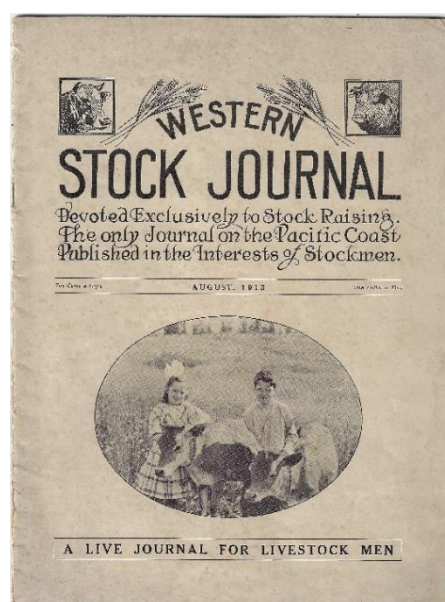 WESTERN
STOCK JOURNAL
Devoted Exclusively to Stock Raising.
The only Journal on the Pacific Coast
Published in the Interests of Stockmen.
AUGUST, 1913
A LIVE JOURNAL FOR LIVESTOCK MEN